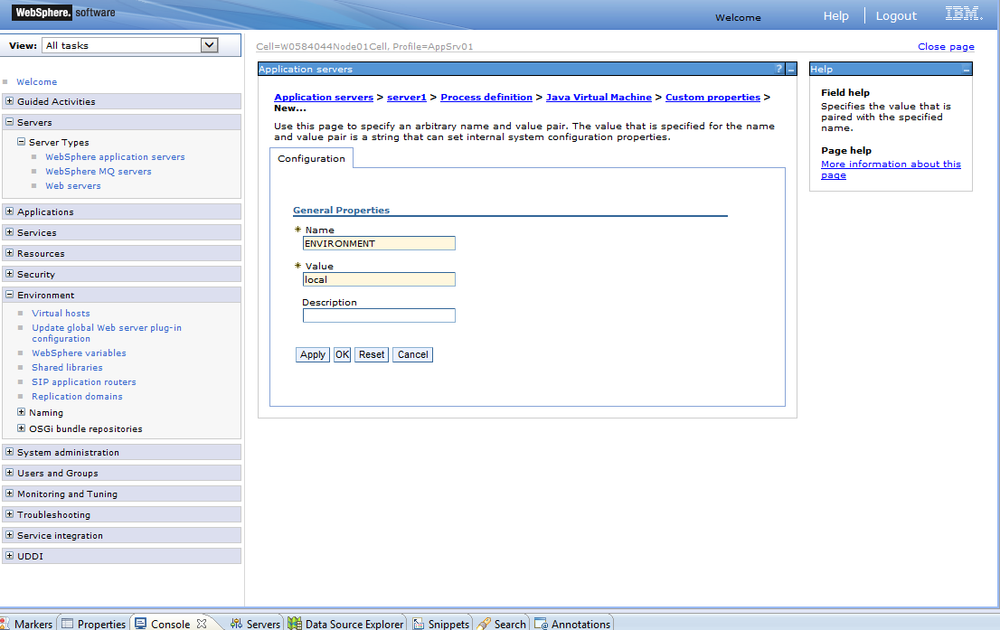 WebSphere. software
Welcome Help Logout IBM.
View: All tasks
Cell=W0584044Node01Cell, Profile=AppSrv01
Close page
Welcome
Guided Activities
Servers
Server Types
WebSphere application servers
WebSphere MQ servers
Web servers
Applications
Services
Resources
Security
Environment
Virtual hosts
Update global Web server plug-in
configuration
WebSphere variables
Shared libraries
SIP application routers
Replication domains
Naming
OSGi bundle repositories
System administration
Users and Groups
Monitoring and Tuning
Troubleshooting
Service integration
UDDI
Application servers ? –
Application servers > server1 > Process definition > Java Virtual Machine > Custom properties >
New...
Use this page to specify an arbitrary name and value pair. The value that is specified for the name
and value pair is a string that can set internal system configuration properties.
Configuration
General Properties
* Name
ENVIRONMENT
* Value
local
Description
Apply OK Reset Cancel
Help –
Field help
Specifies the value that is
paired with the specified
name.
Page help
More information about this
page
Markers Properties Console Servers Data Source Explorer Snippets Search Annotations